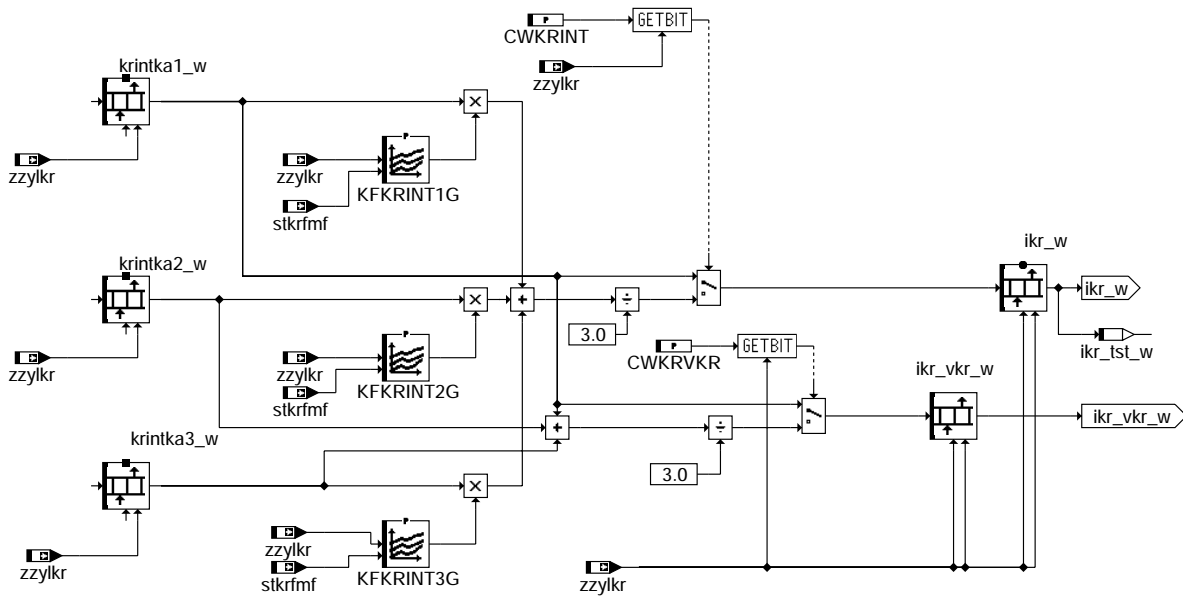 P
GETBIT
CWKRINT
zzylkr
krintka1_w
zzylkr
P
zzylkr
KFKRINT1G
stkrfmf
ikr_w
krintka2_w
ikr_w
3.0
ikr_tst_w
P
GETBIT
CWKRVKR
zzylkr
P
zzylkr
KFKRINT2G
stkrfmf
ikr_vkr_w
ikr_vkr_w
krintka3_w
3.0
zzylkr
P
zzylkr
stkrfmf
KFKRINT3G
zzylkr